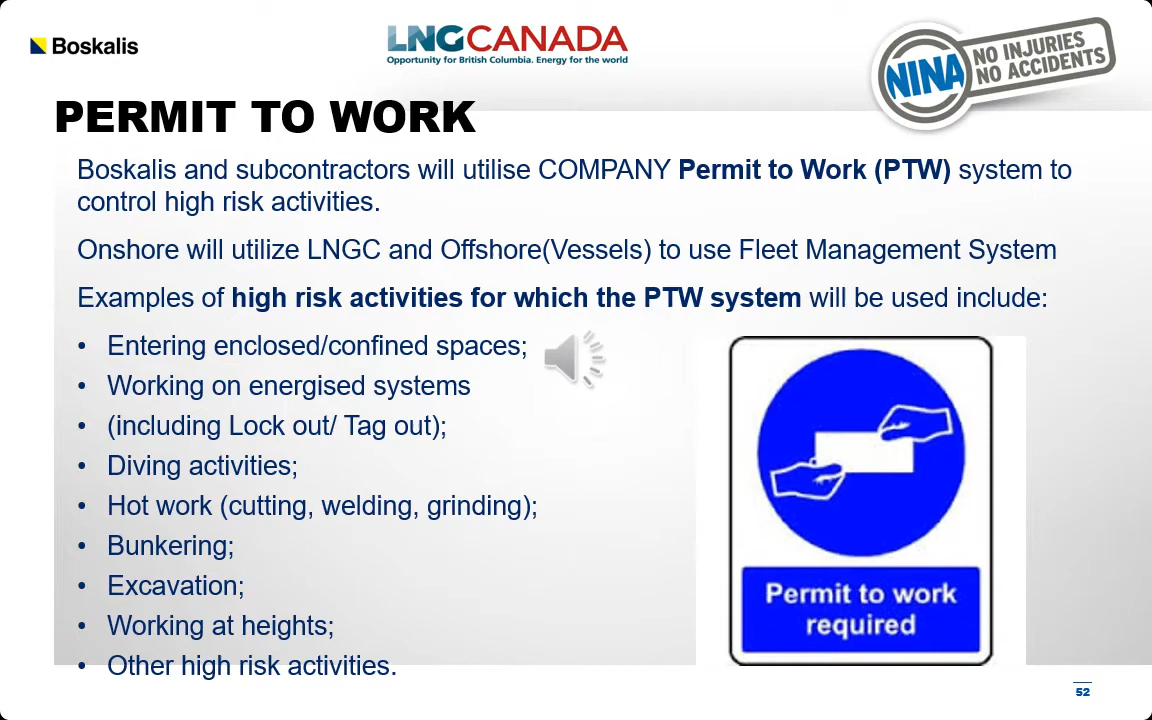 Boskalis
LNGCANADA
Opportunity for British Columbia. Energy for the world
NINA
NO INJURIES
NO ACCIDENTS
PERMIT TO WORK
Boskalis and subcontractors will utilise COMPANY Permit to Work (PTW) system to
control high risk activities.
Onshore will utilize LNGC and Offshore(Vessels) to use Fleet Management System
Examples of high risk activities for which the PTW system will be used include:
• Entering enclosed/confined spaces;
• Working on energised systems
• (including Lock out/ Tag out);
• Diving activities;
• Hot work (cutting, welding, grinding);
• Bunkering;
• Excavation;
• Working at heights;
• Other high risk activities.
Permit to work
required
52